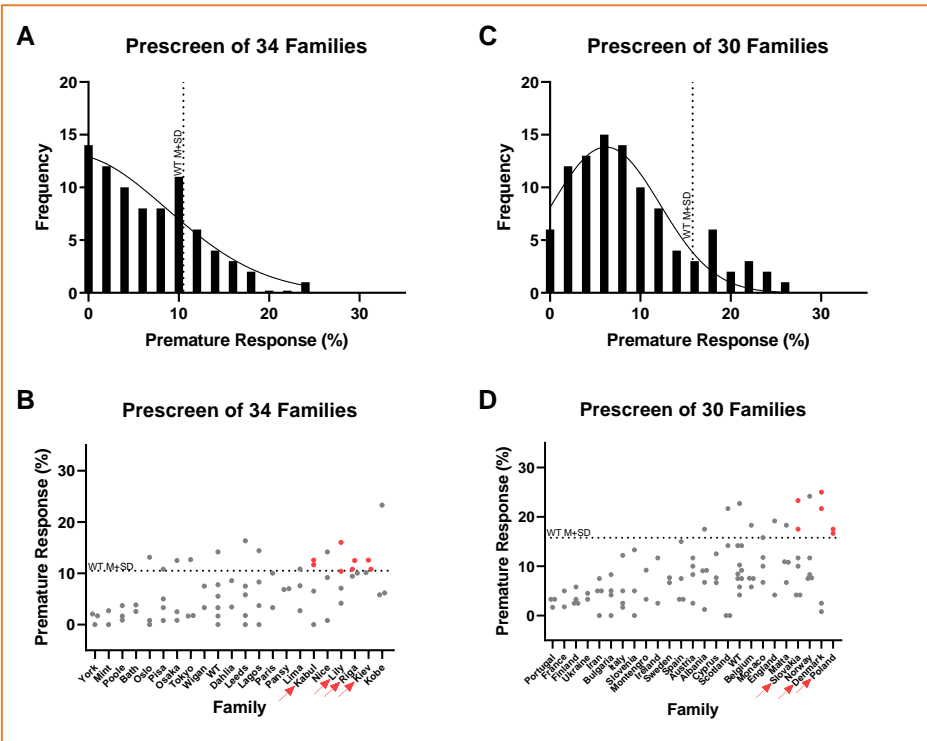 A
Prescreen of 34 Families
Frequency
20
15
10
5
0
WT M+SD
0
10
20
30
Premature Response (%)
C
Prescreen of 30 Families
Frequency
20
15
10
5
0
WT M+SD
0
10
20
30
Premature Response (%)
B
Prescreen of 34 Families
Premature Response (%)
30
20
10
0
WT M+SD
York
Mint
Poole
Bath
Oslo
Pisa
Osaka
Tokyo
Wigan
WT
Dahlia
Leeds
Lagos
Paris
Pansy
Lima
Kabul
Nice
Lily
Riga
Kiev
Kobe
Family
D
Prescreen of 30 Families
Premature Response (%)
30
20
10
0
WT M+SD
Portugal
France
Finland
Ukraine
Iran
Bulgaria
Italy
Slovenia
Montenegro
Ireland
Sweden
Spain
Austria
Albania
Cyprus
Scotland
WT
Belgium
Monaco
England
Malta
Slovakia
Norway
Denmark
Poland
Family